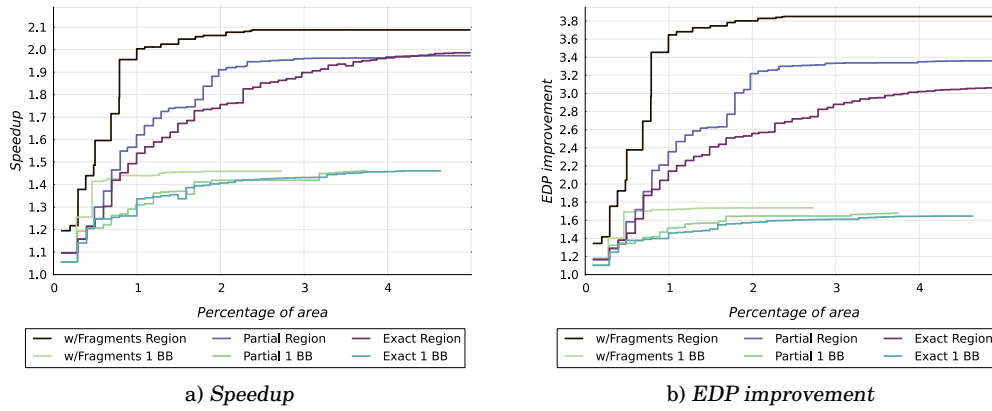 2.1
2.0
1.9
1.8
1.7
1.6
1.5
1.4
1.3
1.2
1.1
1.0
Speedup
0 1 2 3 4
Percentage of area
w/Fragments Region Partial Region Exact Region
w/Fragments 1 BB Partial 1 BB Exact 1 BB
a) Speedup
3.8
3.6
3.4
3.2
3.0
2.8
2.6
2.4
2.2
2.0
1.8
1.6
1.4
1.2
1.0
EDP improvement
0 1 2 3 4
Percentage of area
w/Fragments Region Partial Region Exact Region
w/Fragments 1 BB Partial 1 BB Exact 1 BB
b) EDP improvement